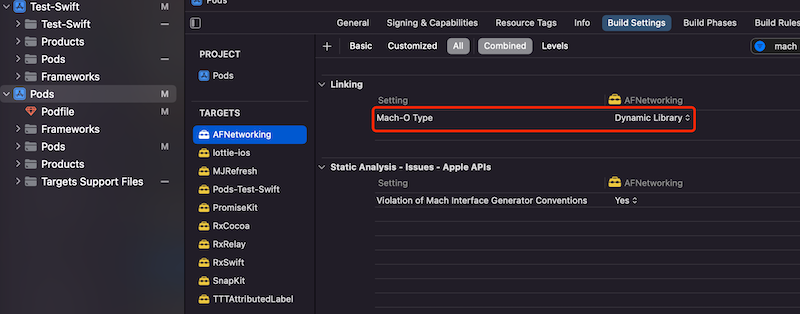 Test-Swift M
Test-Swift —
Products
Pods —
Frameworks
Pods M
Podfile M
Frameworks
Pods M
Products
Targets Support Files —
Pods
General Signing & Capabilities Resource Tags Info Build Settings Build Phases Build Rules
+ Basic Customized All Combined Levels mach
PROJECT
Pods
TARGETS
AFNetworking
lottie-ios
MJRefresh
Pods-Test-Swift
PromiseKit
RxCocoa
RxRelay
RxSwift
SnapKit
TTTAttributedLabel
Linking
Setting AFNetworking
Mach-O Type Dynamic Library
Static Analysis - Issues - Apple APIs
Setting AFNetworking
Violation of Mach Interface Generator Conventions Yes